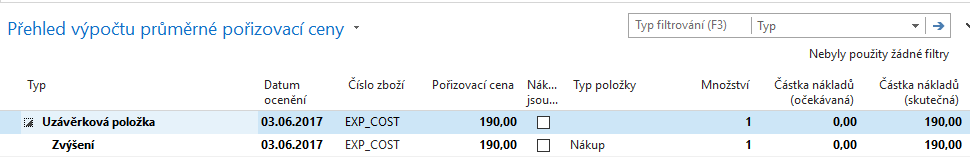 Přehled výpočtu průměrné pořizovací ceny
Typ filtrování (F3) Typ
Nebyly použity žádné filtry
Typ Datum ocenění Číslo zboží Pořizovací cena Nák... jsou... Typ položky Množství Částka nákladů (očekávaná) Částka nákladů (skutečná)
Uzávěrková položka 03.06.2017 EXP_COST 190,00 1 0,00 190,00
Zvýšení 03.06.2017 EXP_COST 190,00 Nákup 1 0,00 190,00